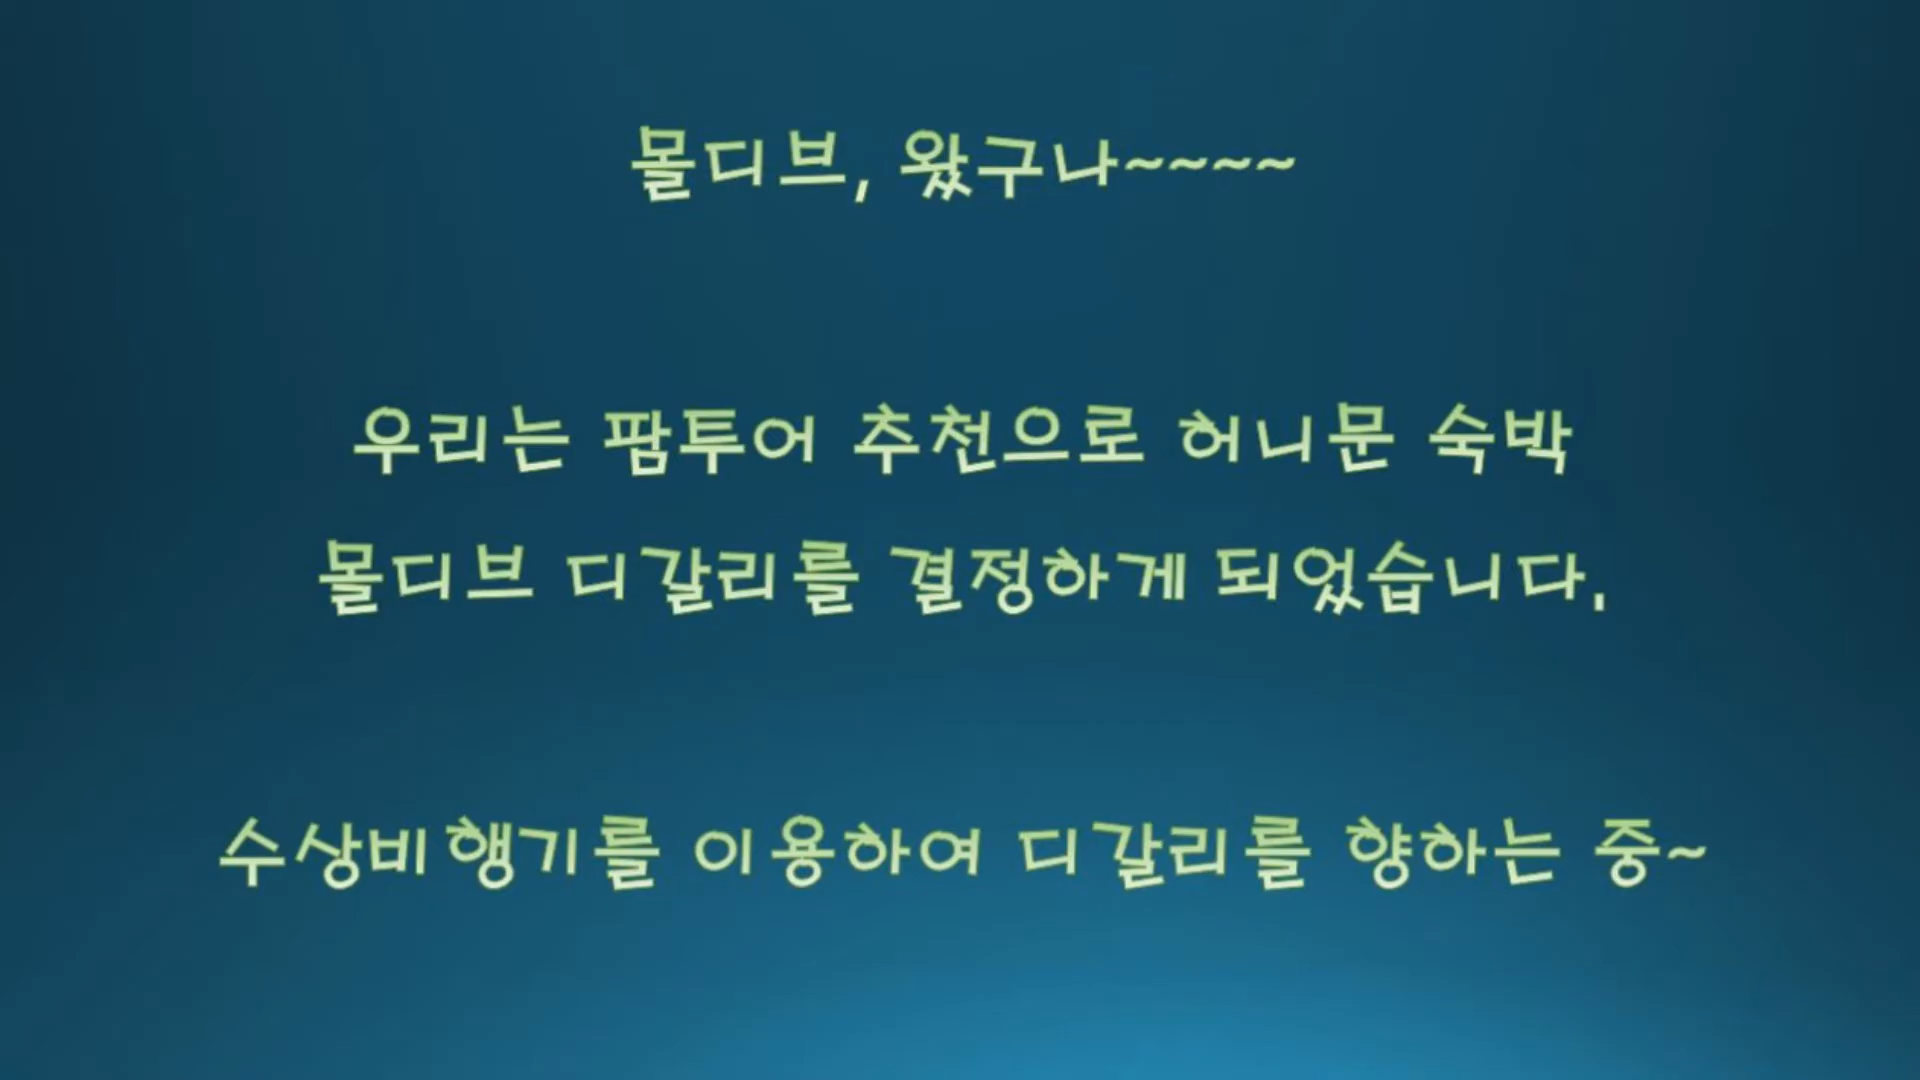 몰디브, 왔구나~~~~
우리는 팜투어 추천으로 허니문 숙박
몰디브 디갈리를 결정하게 되었습니다.
수상비행기를 이용하여 디갈리를 향하는 중~